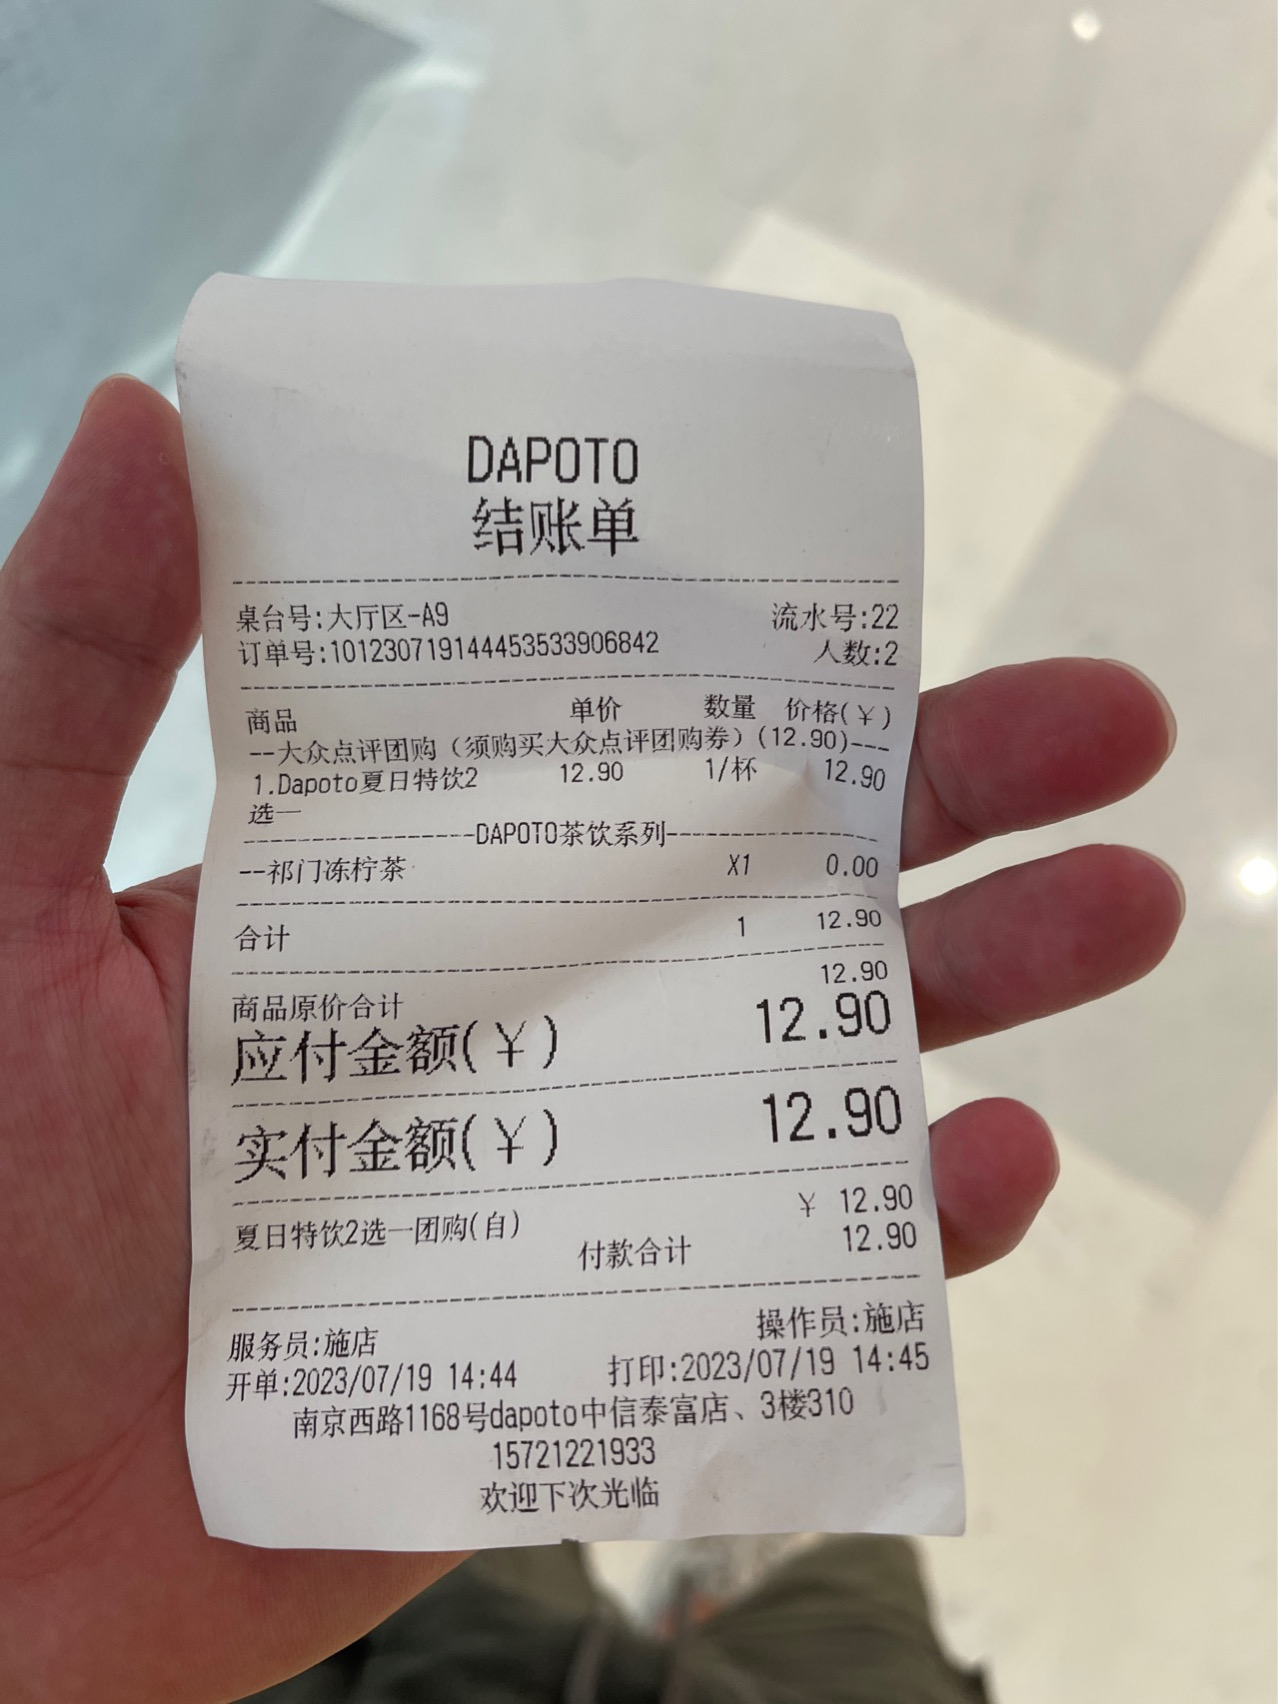 DAPOTO
结账单
桌台号:大厅区-A9 流水号:22
订单号:1012307191444535339068​42 人数:2
商品 单价 数量 价格(￥)
--大众点评团购（须购买大众点评团购券）(12.90)---
1.Dapoto夏日特饮2 12.90 1/杯 12.90
选一
------------DAPOTO茶饮系列------------
--祁门冻柠茶 X1 0.00
合计 1 12.90
商品原价合计 12.90
应付金额(￥) 12.90
实付金额(￥) 12.90
夏日特饮2选一团购(自) ￥ 12.90
付款合计 12.90
服务员:施店 操作员:施店
开单:2023/07/19 14:44 打印:2023/07/19 14:45
南京西路1168号dapoto中信泰富店、3楼310
15721221933
欢迎下次光临